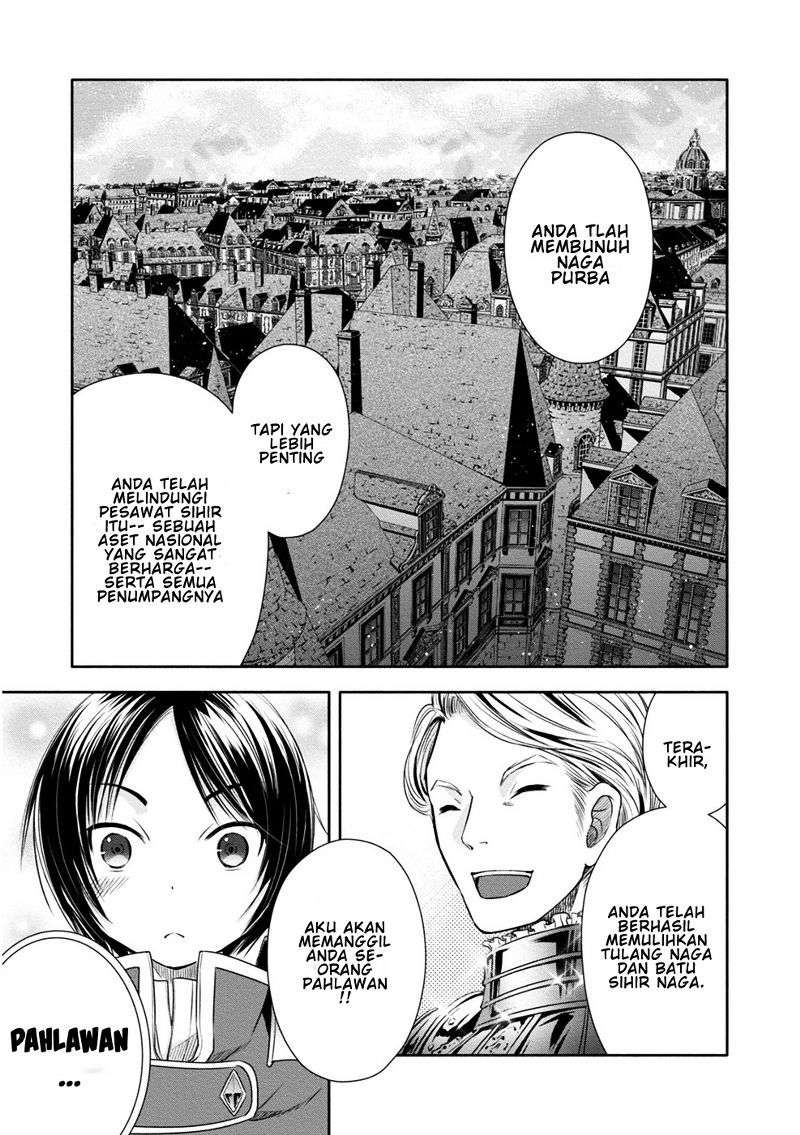 ANDA TLAH
MEMBUNUH
NAGA
PURBA
TAPI YANG
LEBIH
PENTING
ANDA TELAH
MELINDUNGI
PESAWAT SIHIR
ITU-- SEBUAH
ASET NASIONAL
YANG SANGAT
BERHARGA--
SERTA SEMUA
PENUMPANGNYA
TERA-
KHIR,
ANDA TELAH
BERHASIL
MEMULIHKAN
TULANG NAGA
DAN BATU
SIHIR NAGA.
AKU AKAN
MEMANGGIL
ANDA SE-
ORANG
PAHLAWAN
!!
PAHLAWAN
...